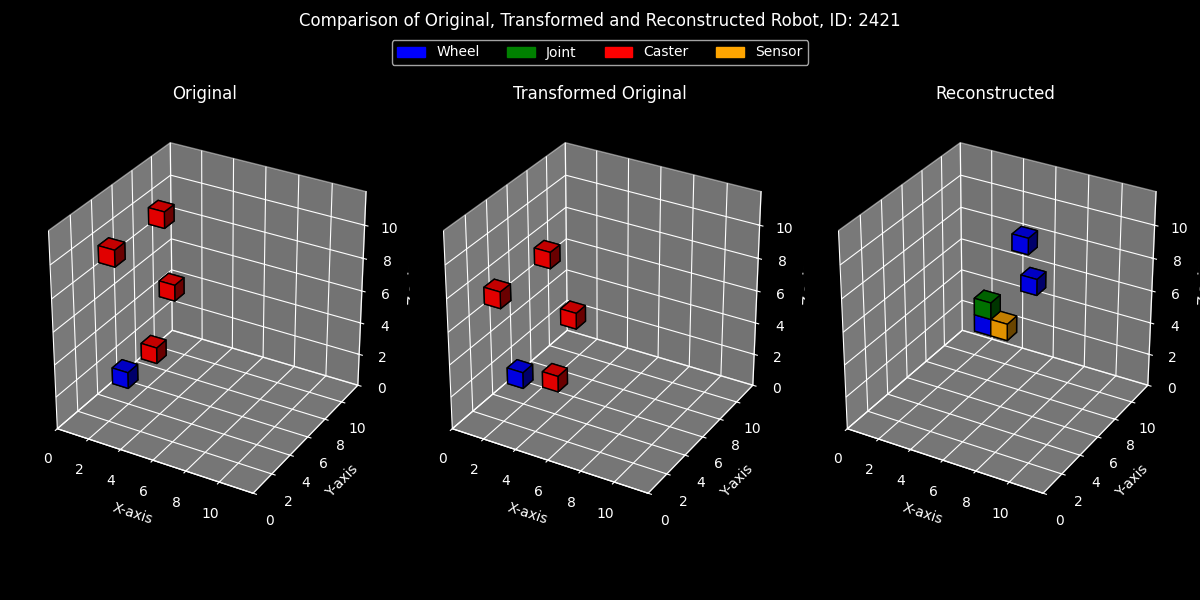 Comparison of Original, Transformed and Reconstructed Robot, ID: 2421
Wheel Joint Caster Sensor
Original Transformed Original Reconstructed
10 10 10
8 8 8
6 6 6
4 4 4
2 2 2
0 0 0
10 10 10
8 8 8
6 6 6
4 4 4
2 2 2
0 0 0
0 2 4 6 8 10 0 2 4 6 8 10 0 2 4 6 8 10
X-axis Y-axis X-axis Y-axis X-axis Y-axis